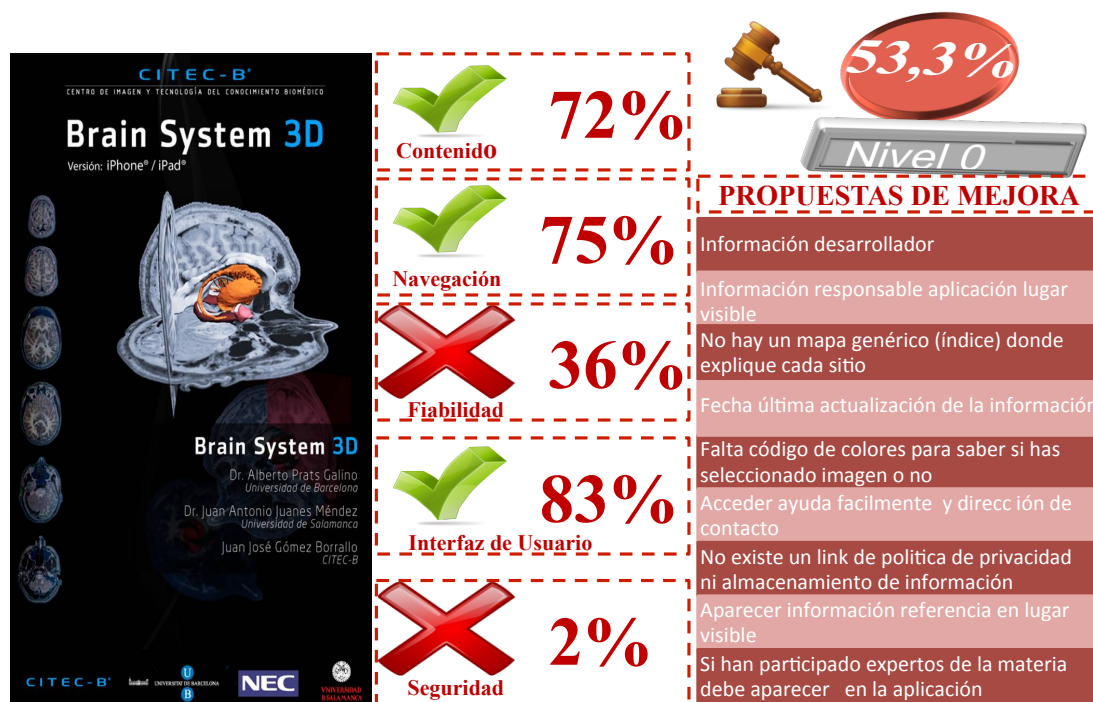 CITEC-B®
CENTRO DE IMAGEN Y TECNOLOGÍA DEL CONOCIMIENTO BIOMÉDICO
Brain System 3D
Versión: iPhone® / iPad®
Brain System 3D
Dr. Alberto Prats Galino
Universidad de Barcelona
Dr. Juan Antonio Juanes Méndez
Universidad de Salamanca
Juan José Gómez Borrallo
CITEC-B
CITEC-B®
UNIVERSITAT DE BARCELONA
U
B
NEC
UNIVERSIDAD
DSALAMANCA
72%
Contenido
75%
Navegación
36%
Fiabilidad
83%
Interfaz de Usuario
2%
Seguridad
53,3%
Nivel 0
PROPUESTAS DE MEJORA
Información desarrollador
Información responsable aplicación lugar
visible
No hay un mapa genérico (índice) donde
explique cada sitio
Fecha última actualización de la información
Falta código de colores para saber si has
seleccionado imagen o no
Acceder ayuda facilmente y direcc ión de
contacto
No existe un link de politica de privacidad
ni almacenamiento de información
Aparecer información referencia en lugar
visible
Si han participado expertos de la materia
debe aparecer en la aplicación